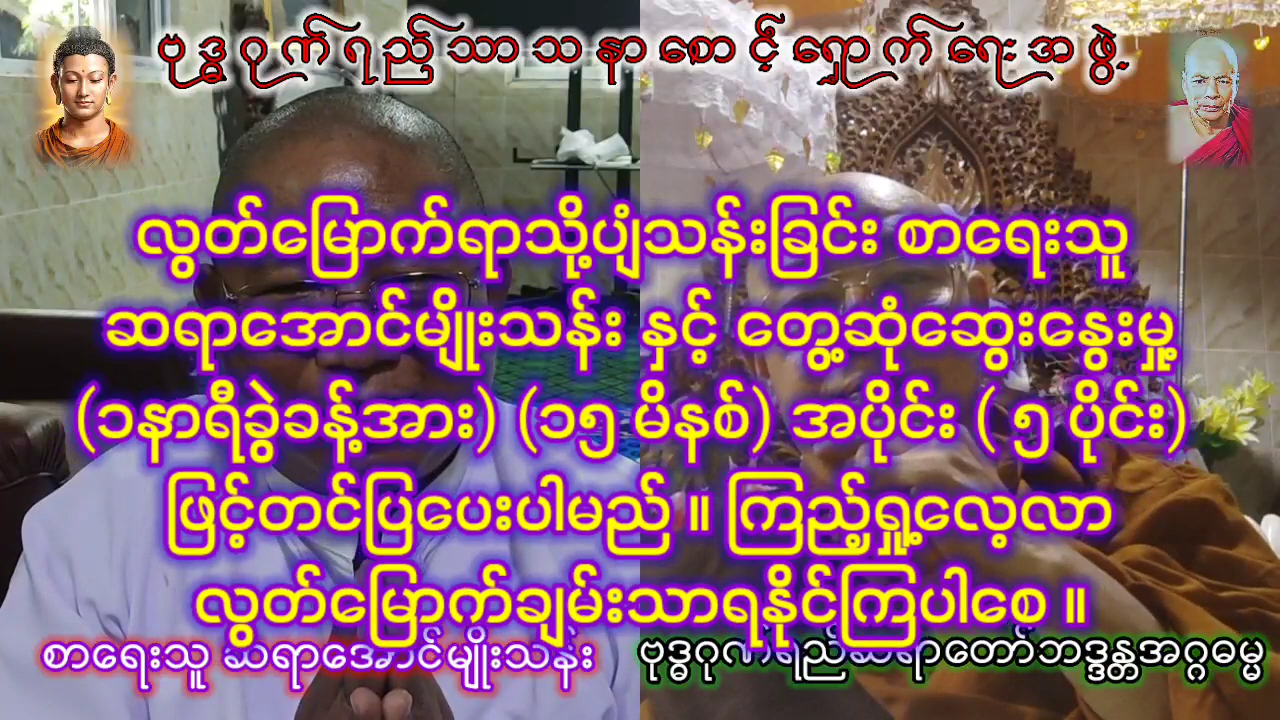 ဗုဒ္ဓဂုဏ်ရည်သာသနာစောင့်ရှောက်ရေးအဖွဲ့
လွတ်မြောက်ရာသို့ပျံသန်းခြင်း စာရေးသူ
ဆရာအောင်မျိုးသန်း နှင့် တွေ့ဆုံဆွေးနွေးမှု့
(၁နာရီခွဲခန့်အား) (၁၅ မိနစ်) အပိုင်း ( ၅ ပိုင်း)
ဖြင့်တင်ပြပေးပါမည် ။ ကြည့်ရှု့လေ့လာ
လွတ်မြောက်ချမ်းသာရနိုင်ကြပါစေ ။
စာရေးသူ ဆရာအောင်မျိုးသန်း
ဗုဒ္ဓဂုဏ်ရည်ဆရာတော်ဘဒ္ဒန္တအဂ္ဂဓမ္မ